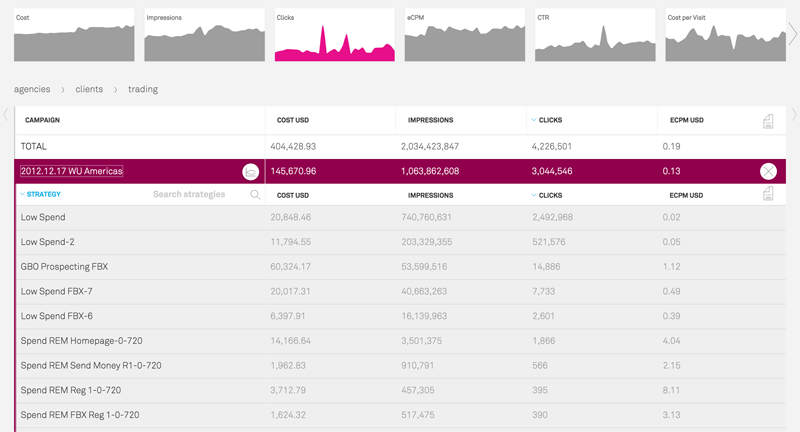 Cost Impressions Clicks eCPM CTR Cost per Visit
agencies > clients > trading
CAMPAIGN COST USD IMPRESSIONS CLICKS ECPM USD
TOTAL 404,428.93 2,034,423,847 4,226,501 0.19
2012.12.17 WU Americas 145,670.96 1,063,862,608 3,044,546 0.13
STRATEGY Search strategies COST USD IMPRESSIONS CLICKS ECPM USD
Low Spend 20,848.46 740,760,631 2,492,968 0.02
Low Spend-2 11,794.55 203,329,355 521,576 0.05
GBO Prospecting FBX 60,324.17 53,599,516 14,886 1.12
Low Spend FBX-7 20,017.31 40,663,263 7,733 0.49
Low Spend FBX-6 6,397.91 16,139,963 2,601 0.39
Spend REM Homepage-0-720 14,166.64 3,501,375 1,866 4.04
Spend REM Send Money R1-0-720 1,962.83 910,791 566 2.15
Spend REM Reg 1-0-720 3,712.79 457,305 395 8.11
Spend REM FBX Reg 1-0-720 1,624.32 517,475 390 3.13